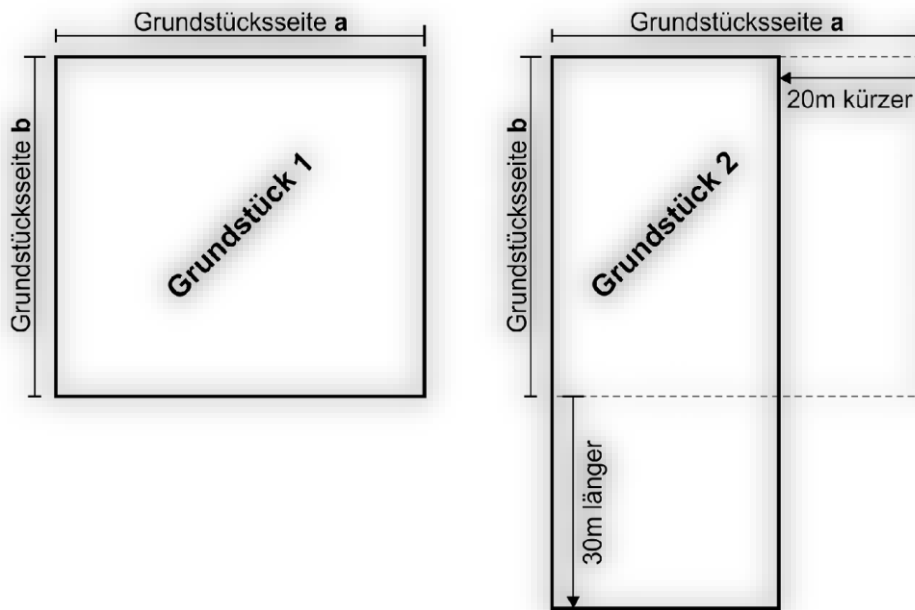 Grundstücksseite a
Grundstücksseite b
Grundstück 1
Grundstücksseite a
20m kürzer
Grundstücksseite b
Grundstück 2
30m länger